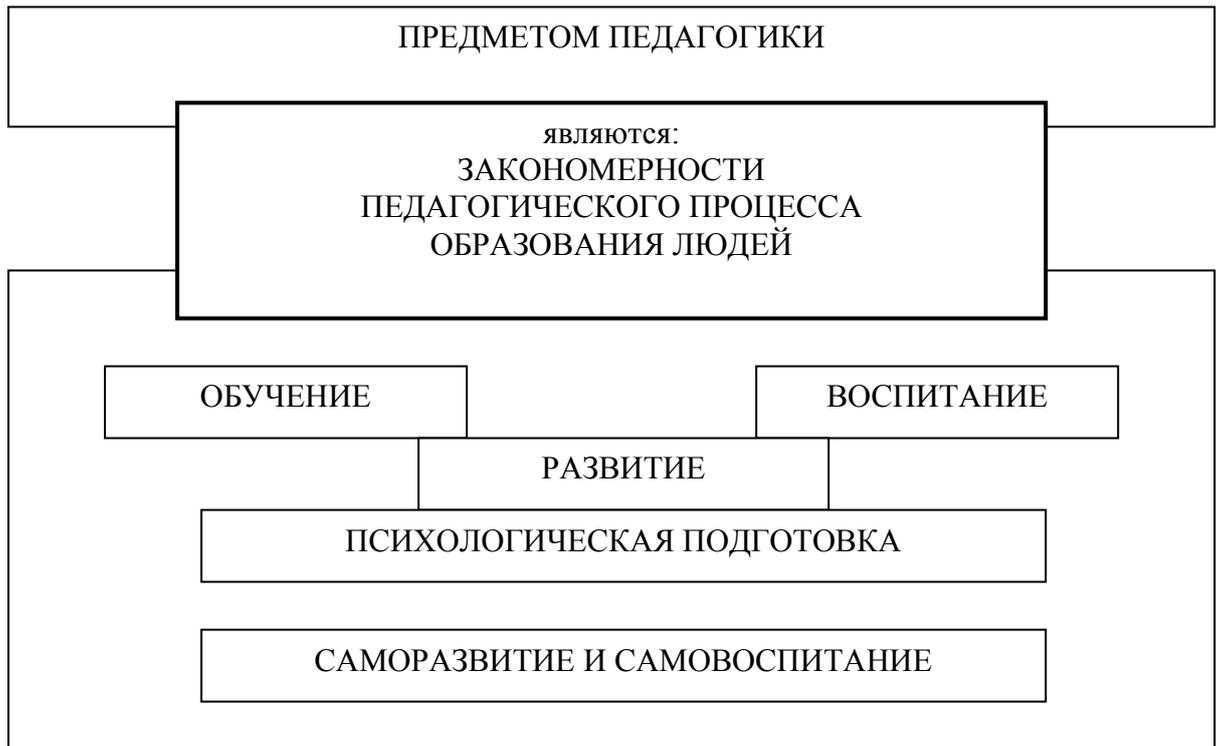 ПРЕДМЕТОМ ПЕДАГОГИКИ
являются:
ЗАКОНОМЕРНОСТИ
ПЕДАГОГИЧЕСКОГО ПРОЦЕССА
ОБРАЗОВАНИЯ ЛЮДЕЙ
ОБУЧЕНИЕ
ВОСПИТАНИЕ
РАЗВИТИЕ
ПСИХОЛОГИЧЕСКАЯ ПОДГОТОВКА
САМОРАЗВИТИЕ И САМОВОСПИТАНИЕ